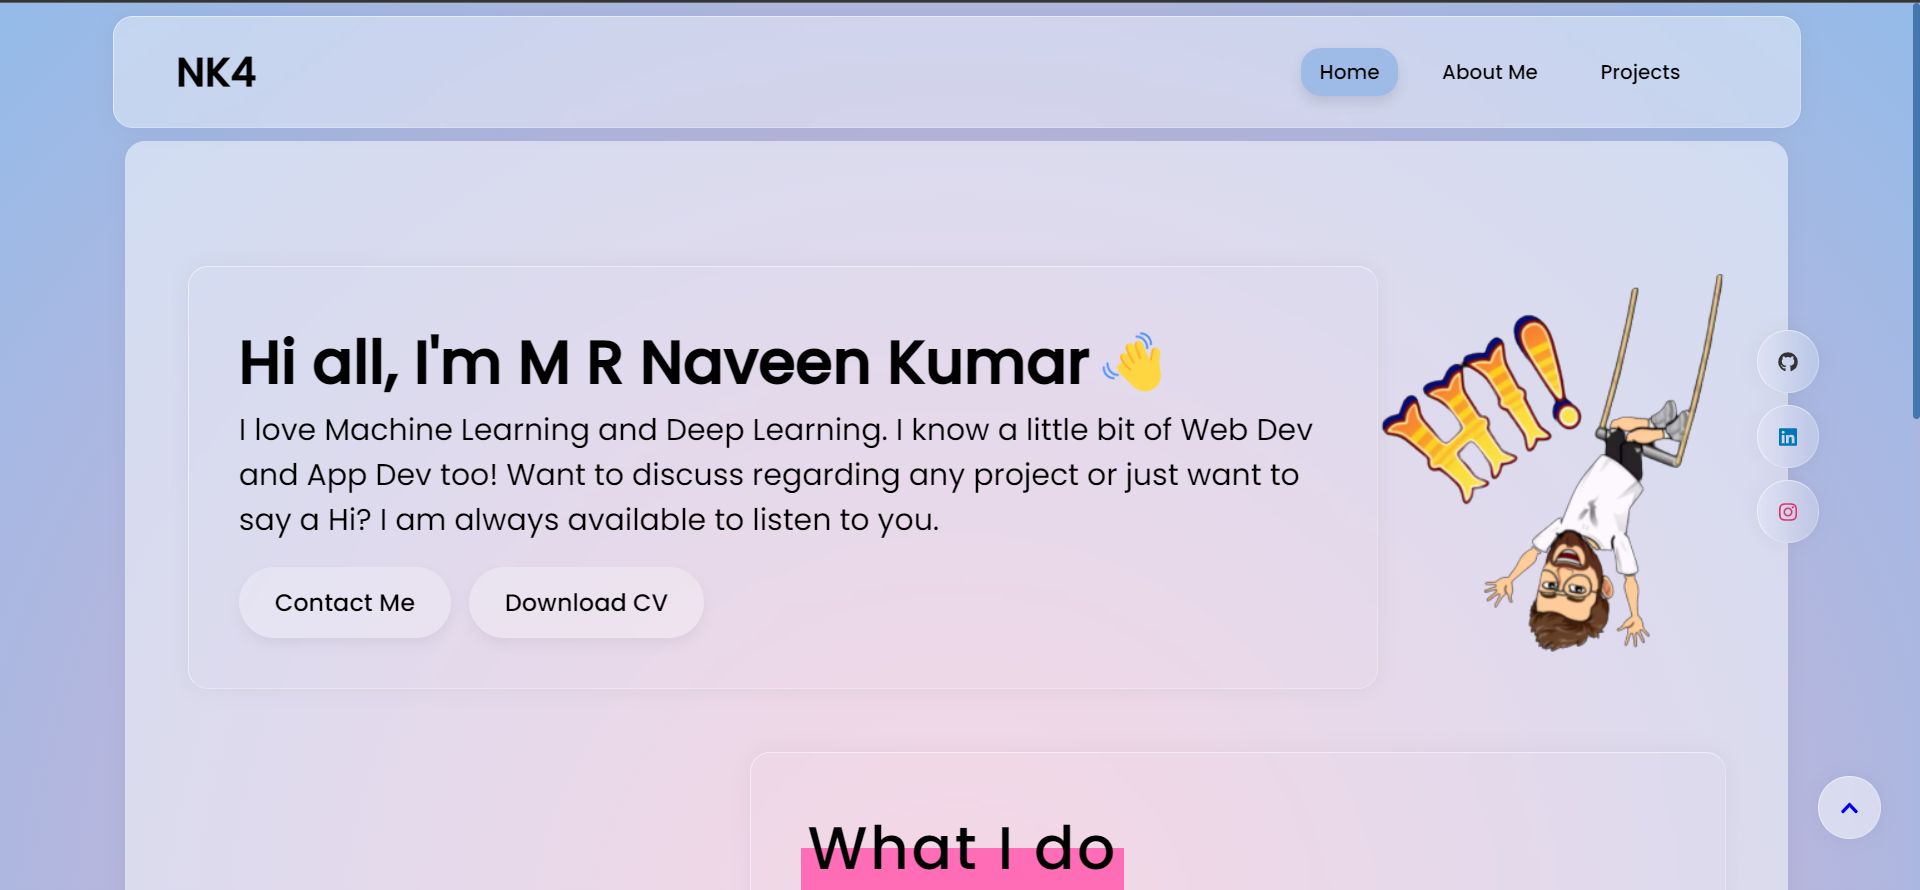 NK4
Home
About Me
Projects
Hi all, I'm M R Naveen Kumar 👋
I love Machine Learning and Deep Learning. I know a little bit of Web Dev
and App Dev too! Want to discuss regarding any project or just want to
say a Hi? I am always available to listen to you.
Contact Me
Download CV
HI!
in
What I do